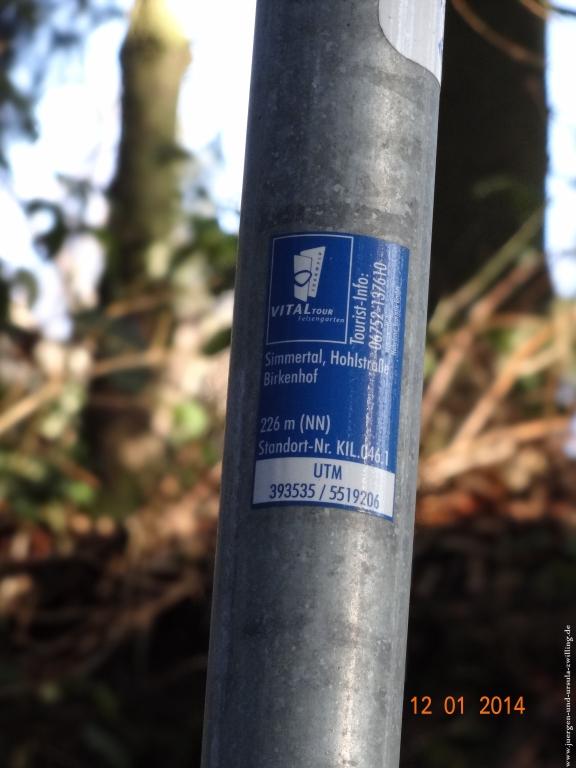 VITALTOUR
Felsengarten
Tourist-Info:
06752-137610
Simmertal, Hohlstraße
Birkenhof
226 m (NN)
Standort-Nr. KIL.046.1
UTM
393535 / 5519206
12 01 2014
www.juergen-und-ursula-zwilling.de